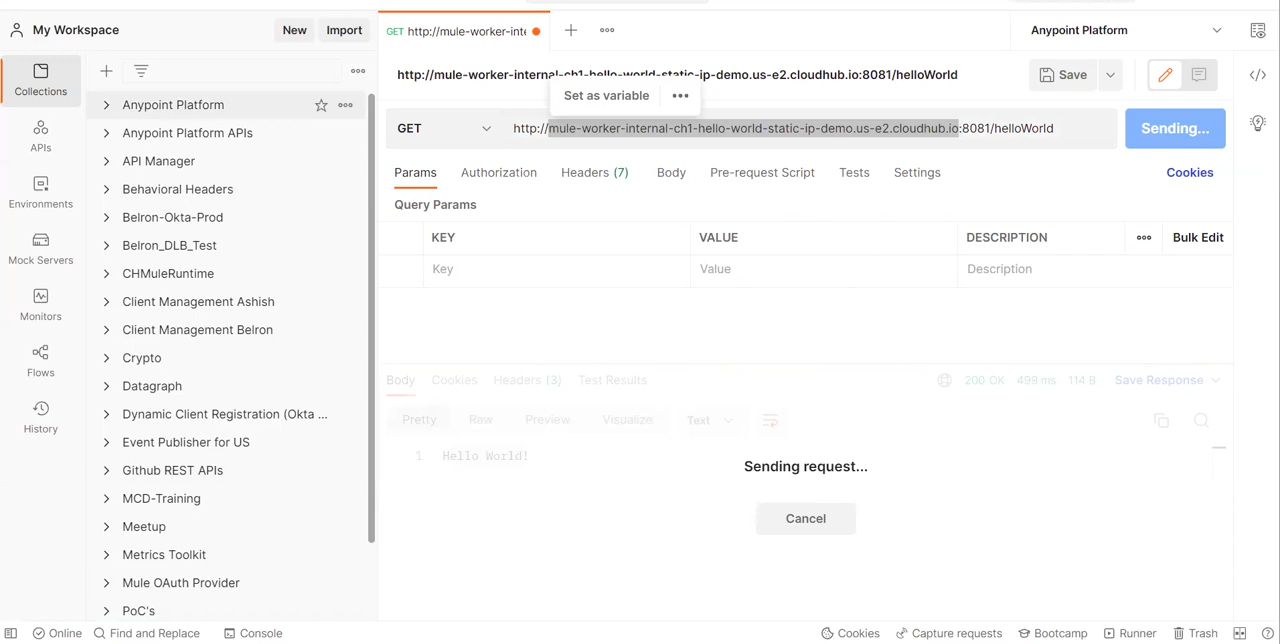 My Workspace
New
Import
GET http://mule-worker-inte
Anypoint Platform
http://mule-worker-internal-ch1-hello-world-static-ip-demo.us-e2.cloudhub.io:8081/helloWorld
Save
Set as variable
GET
http://mule-worker-internal-ch1-hello-world-static-ip-demo.us-e2.cloudhub.io:8081/helloWorld
Sending...
Params
Authorization
Headers (7)
Body
Pre-request Script
Tests
Settings
Cookies
Query Params
KEY
VALUE
DESCRIPTION
Bulk Edit
Key
Value
Description
Body
Cookies
Headers (3)
Test Results
200 OK
499 ms
114 B
Save Response
Pretty
Raw
Preview
Visualize
Text
1 Hello World!
Sending request...
Cancel
Collections
APIs
Environments
Mock Servers
Monitors
Flows
History
Anypoint Platform
Anypoint Platform APIs
API Manager
Behavioral Headers
Belron-Okta-Prod
Belron_DLB_Test
CHMuleRuntime
Client Management Ashish
Client Management Belron
Crypto
Datagraph
Dynamic Client Registration (Okta ...
Event Publisher for US
Github REST APIs
MCD-Training
Meetup
Metrics Toolkit
Mule OAuth Provider
PoC's
Online
Find and Replace
Console
Cookies
Capture requests
Bootcamp
Runner
Trash